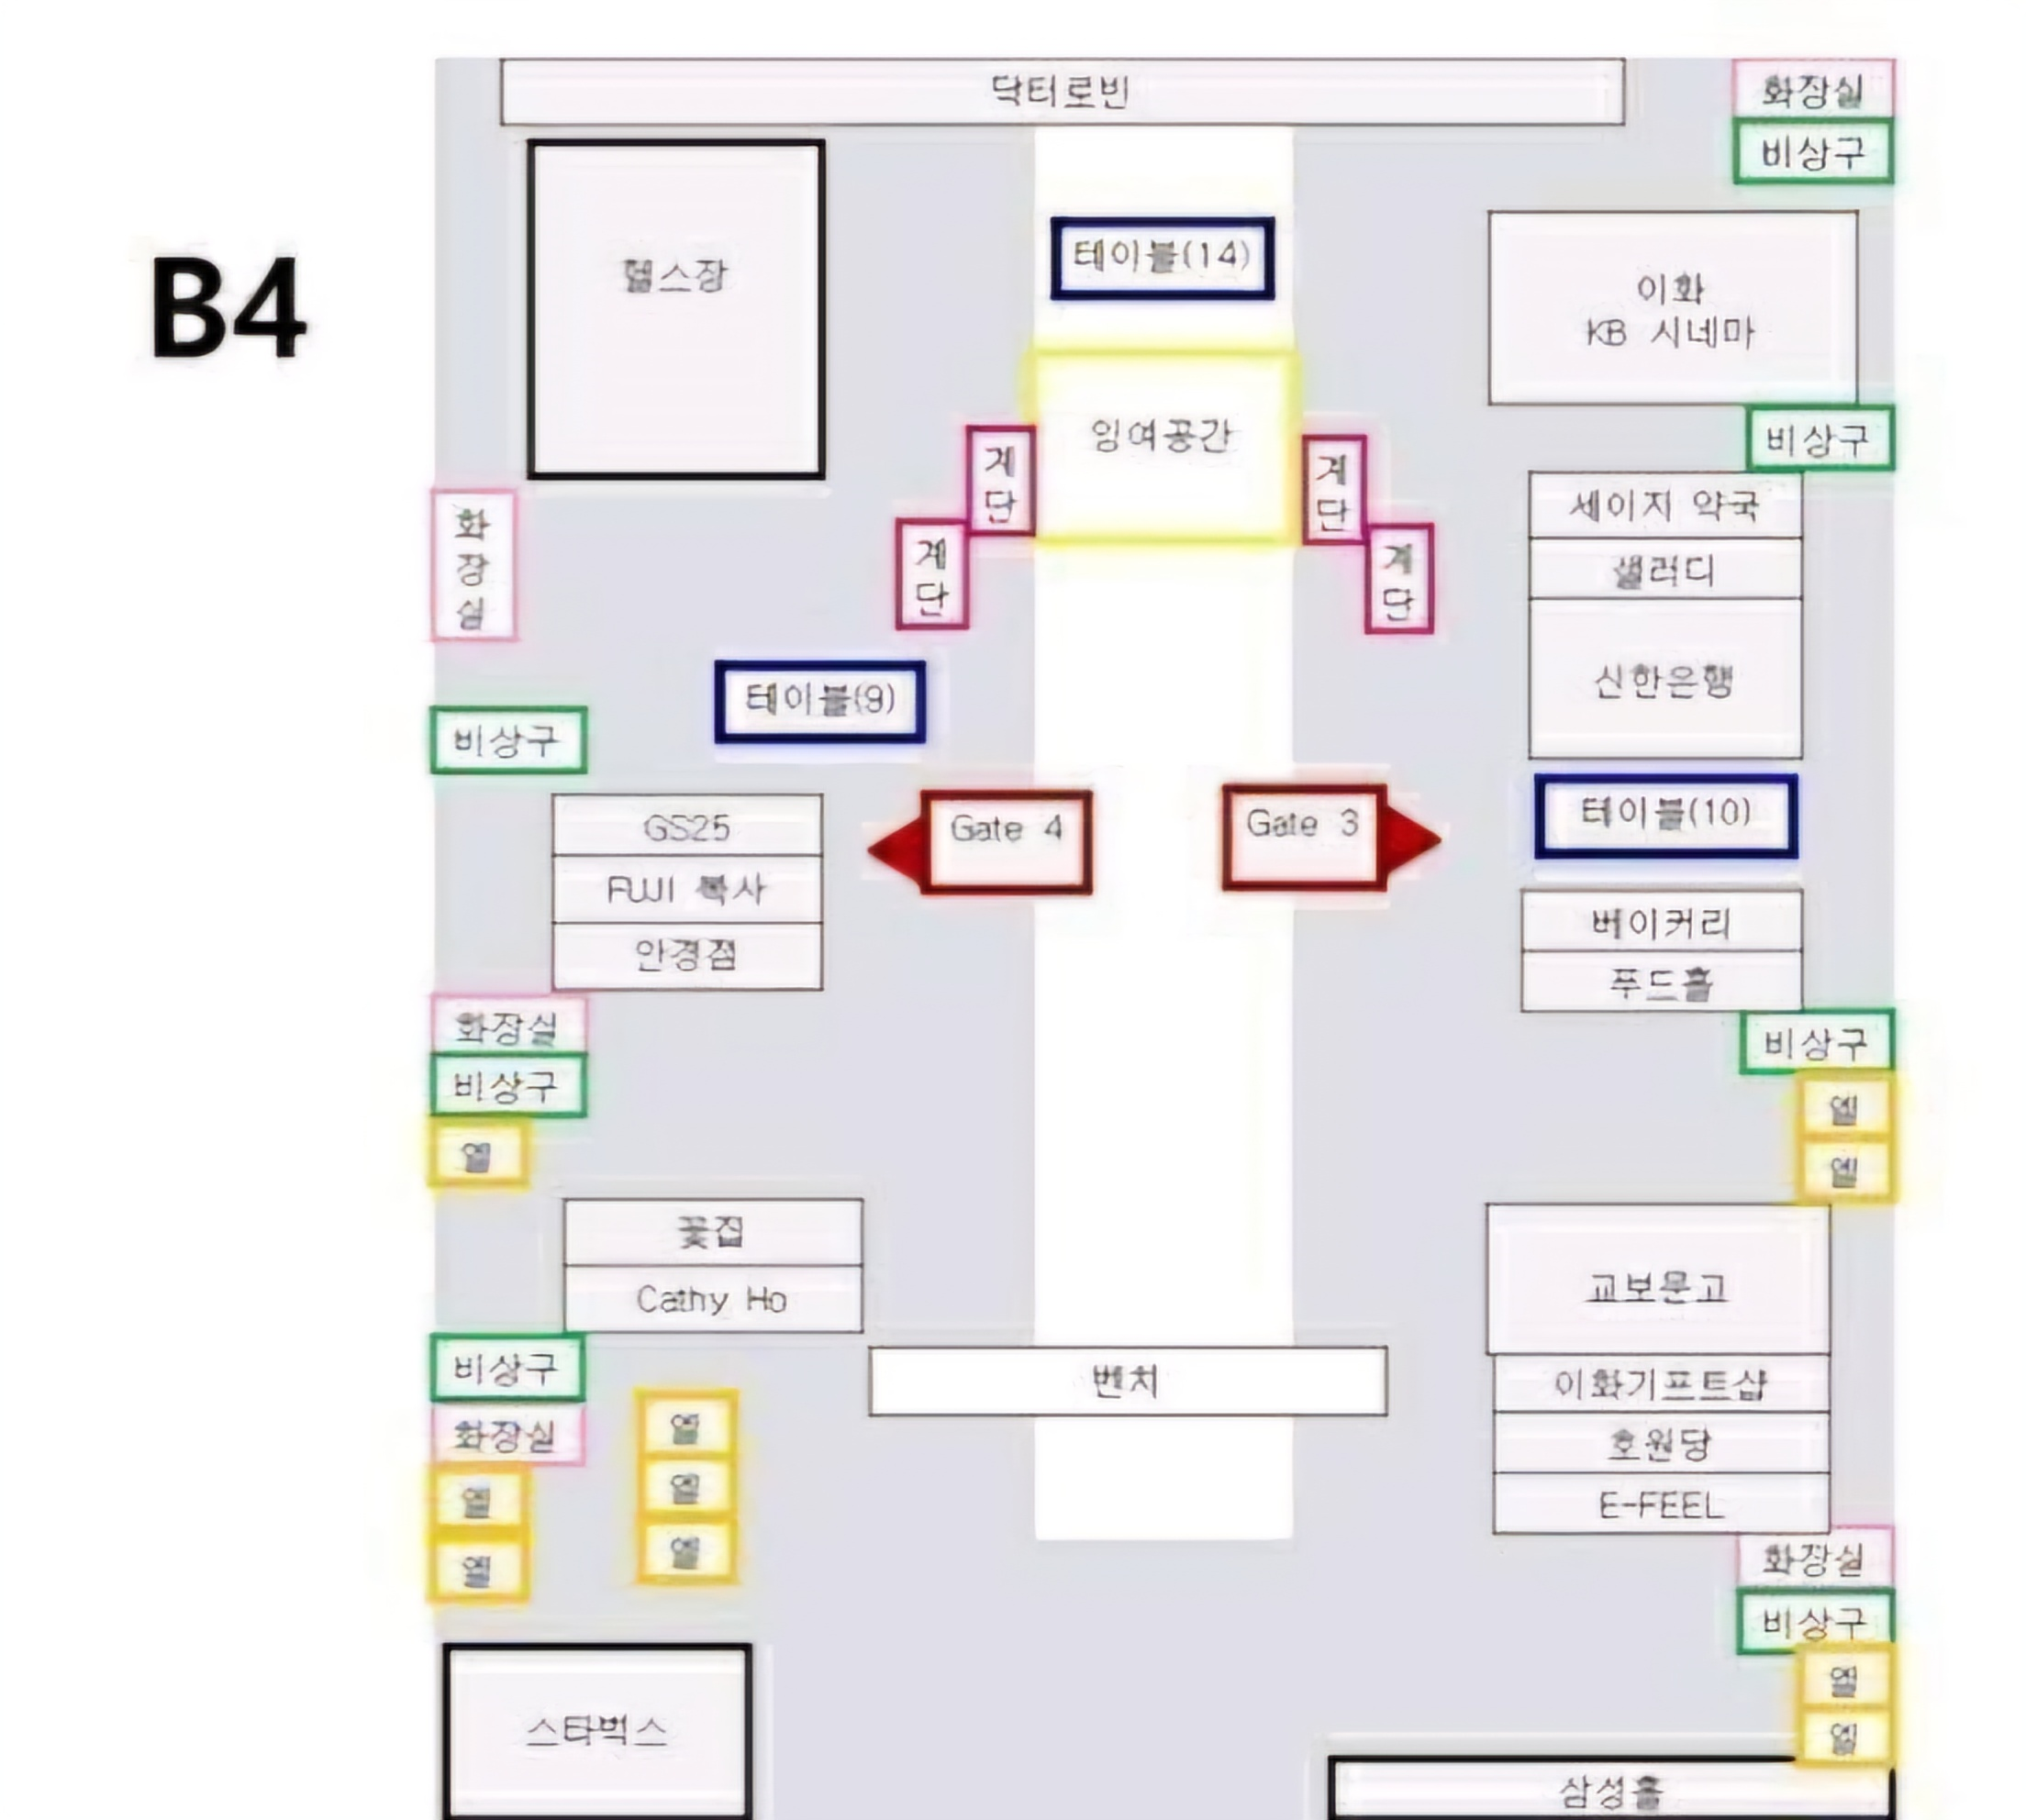 닥터로빈
화장실
비상구
B4
헬스장
테이블(14)
이화
KB 시네마
잉여공간
비상구
계
단
계
단
세이지 약국
화
장
실
계
단
계
단
샐러디
신한은행
테이블(9)
비상구
테이블(10)
GS25
Gate 4
Gate 3
FUJI 복사
베이커리
안경점
푸드홀
화장실
비상구
비상구
엘
엘
엘
꽃집
Cathy Ho
교보문고
비상구
벤치
이화기프트샵
화장실
엘
호원당
엘
엘
E-FEEL
엘
엘
화장실
비상구
스타벅스
엘
엘
삼성홀